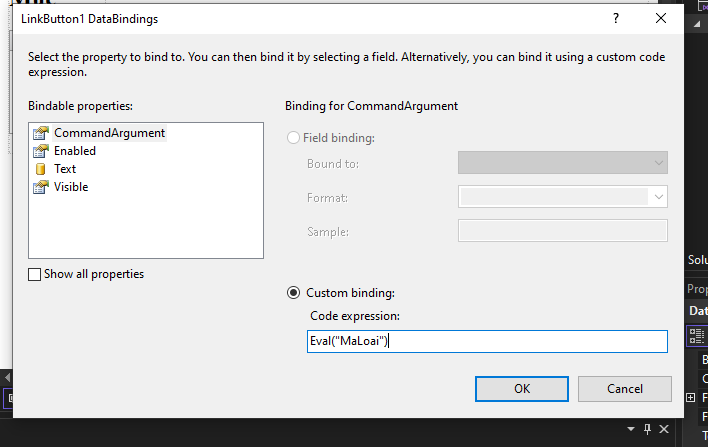 LinkButton1 DataBindings
Select the property to bind to. You can then bind it by selecting a field. Alternatively, you can bind it using a custom code
expression.
Bindable properties:
CommandArgument
Enabled
Text
Visible
Show all properties
Binding for CommandArgument
Field binding:
Bound to:
Format:
Sample:
Custom binding:
Code expression:
Eval("MaLoai")
OK
Cancel
Solu
Prop
Dat